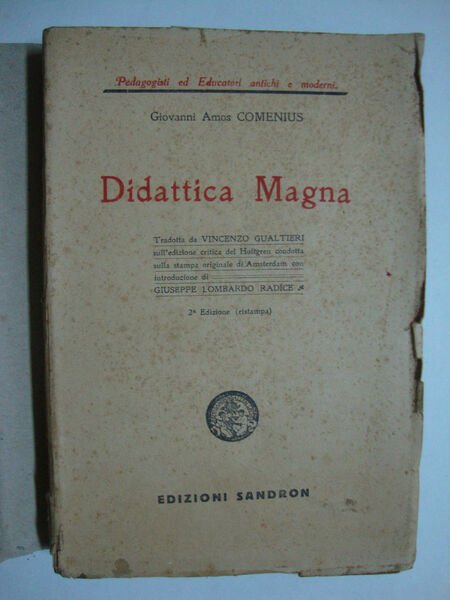 Pedagogisti ed Educatori antichi e moderni.
Giovanni Amos COMENIUS
Didattica Magna
Tradotta da VINCENZO GUALTIERI
sull'edizione critica del Hultgren condotta
sulla stampa originale di Amsterdam con
introduzione di
GIUSEPPE LOMBARDO RADICE
2ª Edizione (ristampa)
EDIZIONI SANDRON